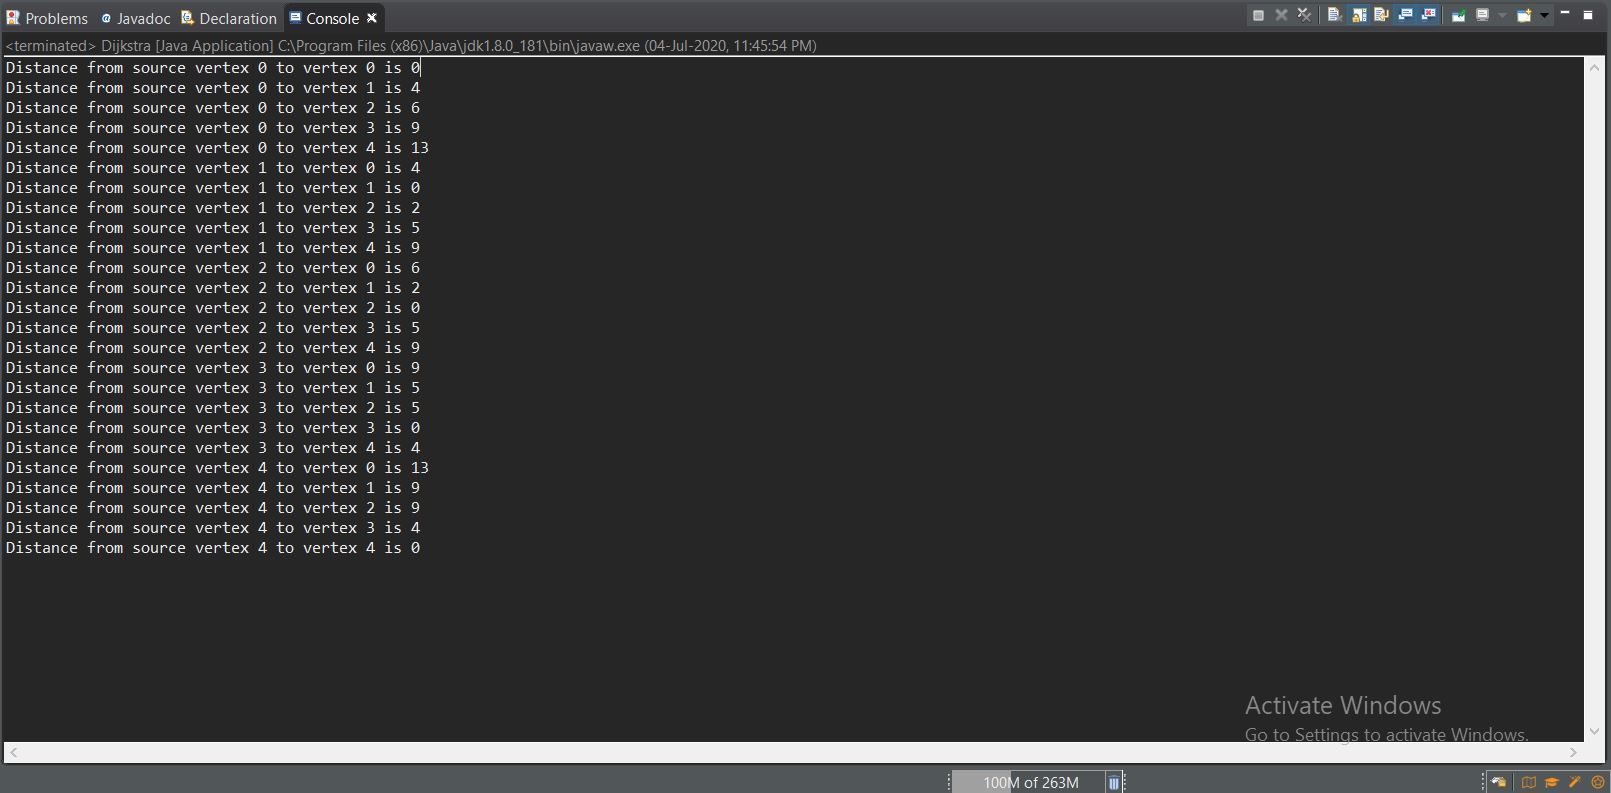 Problems Javadoc Declaration Console
<terminated> Dijkstra [Java Application] C:\Program Files (x86)\Java\jdk1.8.0_181\bin\javaw.exe (04-Jul-2020, 11:45:54 PM)
Distance from source vertex 0 to vertex 0 is 0
Distance from source vertex 0 to vertex 1 is 4
Distance from source vertex 0 to vertex 2 is 6
Distance from source vertex 0 to vertex 3 is 9
Distance from source vertex 0 to vertex 4 is 13
Distance from source vertex 1 to vertex 0 is 4
Distance from source vertex 1 to vertex 1 is 0
Distance from source vertex 1 to vertex 2 is 2
Distance from source vertex 1 to vertex 3 is 5
Distance from source vertex 1 to vertex 4 is 9
Distance from source vertex 2 to vertex 0 is 6
Distance from source vertex 2 to vertex 1 is 2
Distance from source vertex 2 to vertex 2 is 0
Distance from source vertex 2 to vertex 3 is 5
Distance from source vertex 2 to vertex 4 is 9
Distance from source vertex 3 to vertex 0 is 9
Distance from source vertex 3 to vertex 1 is 5
Distance from source vertex 3 to vertex 2 is 5
Distance from source vertex 3 to vertex 3 is 0
Distance from source vertex 3 to vertex 4 is 4
Distance from source vertex 4 to vertex 0 is 13
Distance from source vertex 4 to vertex 1 is 9
Distance from source vertex 4 to vertex 2 is 9
Distance from source vertex 4 to vertex 3 is 4
Distance from source vertex 4 to vertex 4 is 0
Activate Windows
Go to Settings to activate Windows.
100M of 263M